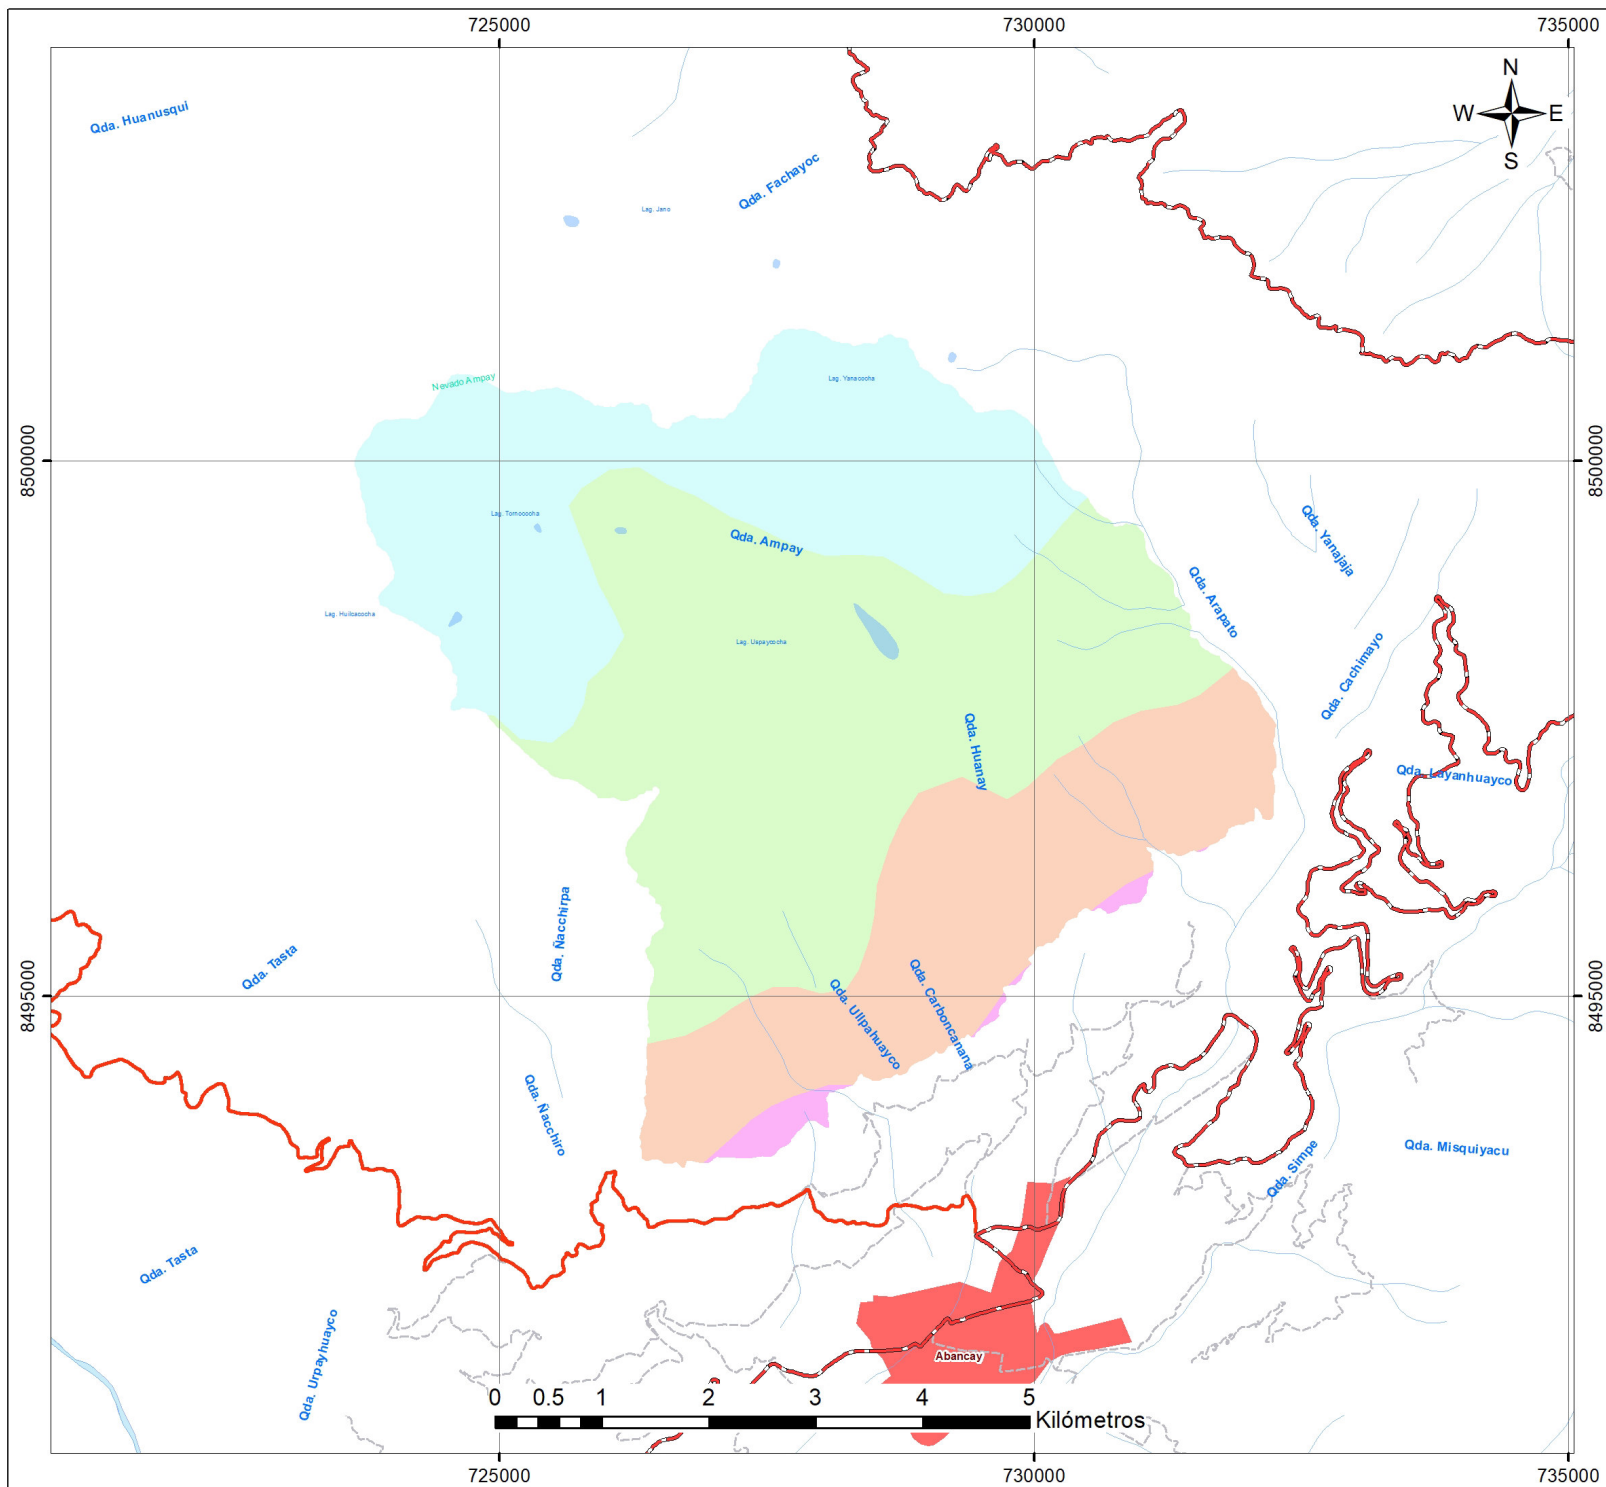 725000
730000
735000
N
W
E
S
Qda. Huanusqui
Qda. Fachayoc
Lag. Jano
Nevado Ampay
Lag. Yanacocha
8500000
8500000
Lag. Tornococha
Qda. Ampay
Qda. Yanajaja
Qda. Arapato
Lag. Huilcacocha
Lag. Uspayoccha
Qda. Cachimayo
Qda. Huanay
Qda. Layanhuayco
Qda. Ñacchirpa
Qda. Tasta
Qda. Ullpahuayco
Qda. Carboncanana
8495000
8495000
Qda. Ñacchiro
Qda. Simpe
Qda. Misquiyacu
Qda. Tasta
Qda. Urpayhuayco
Abancay
0 0.5 1 2 3 4 5
Kilómetros
725000
730000
735000